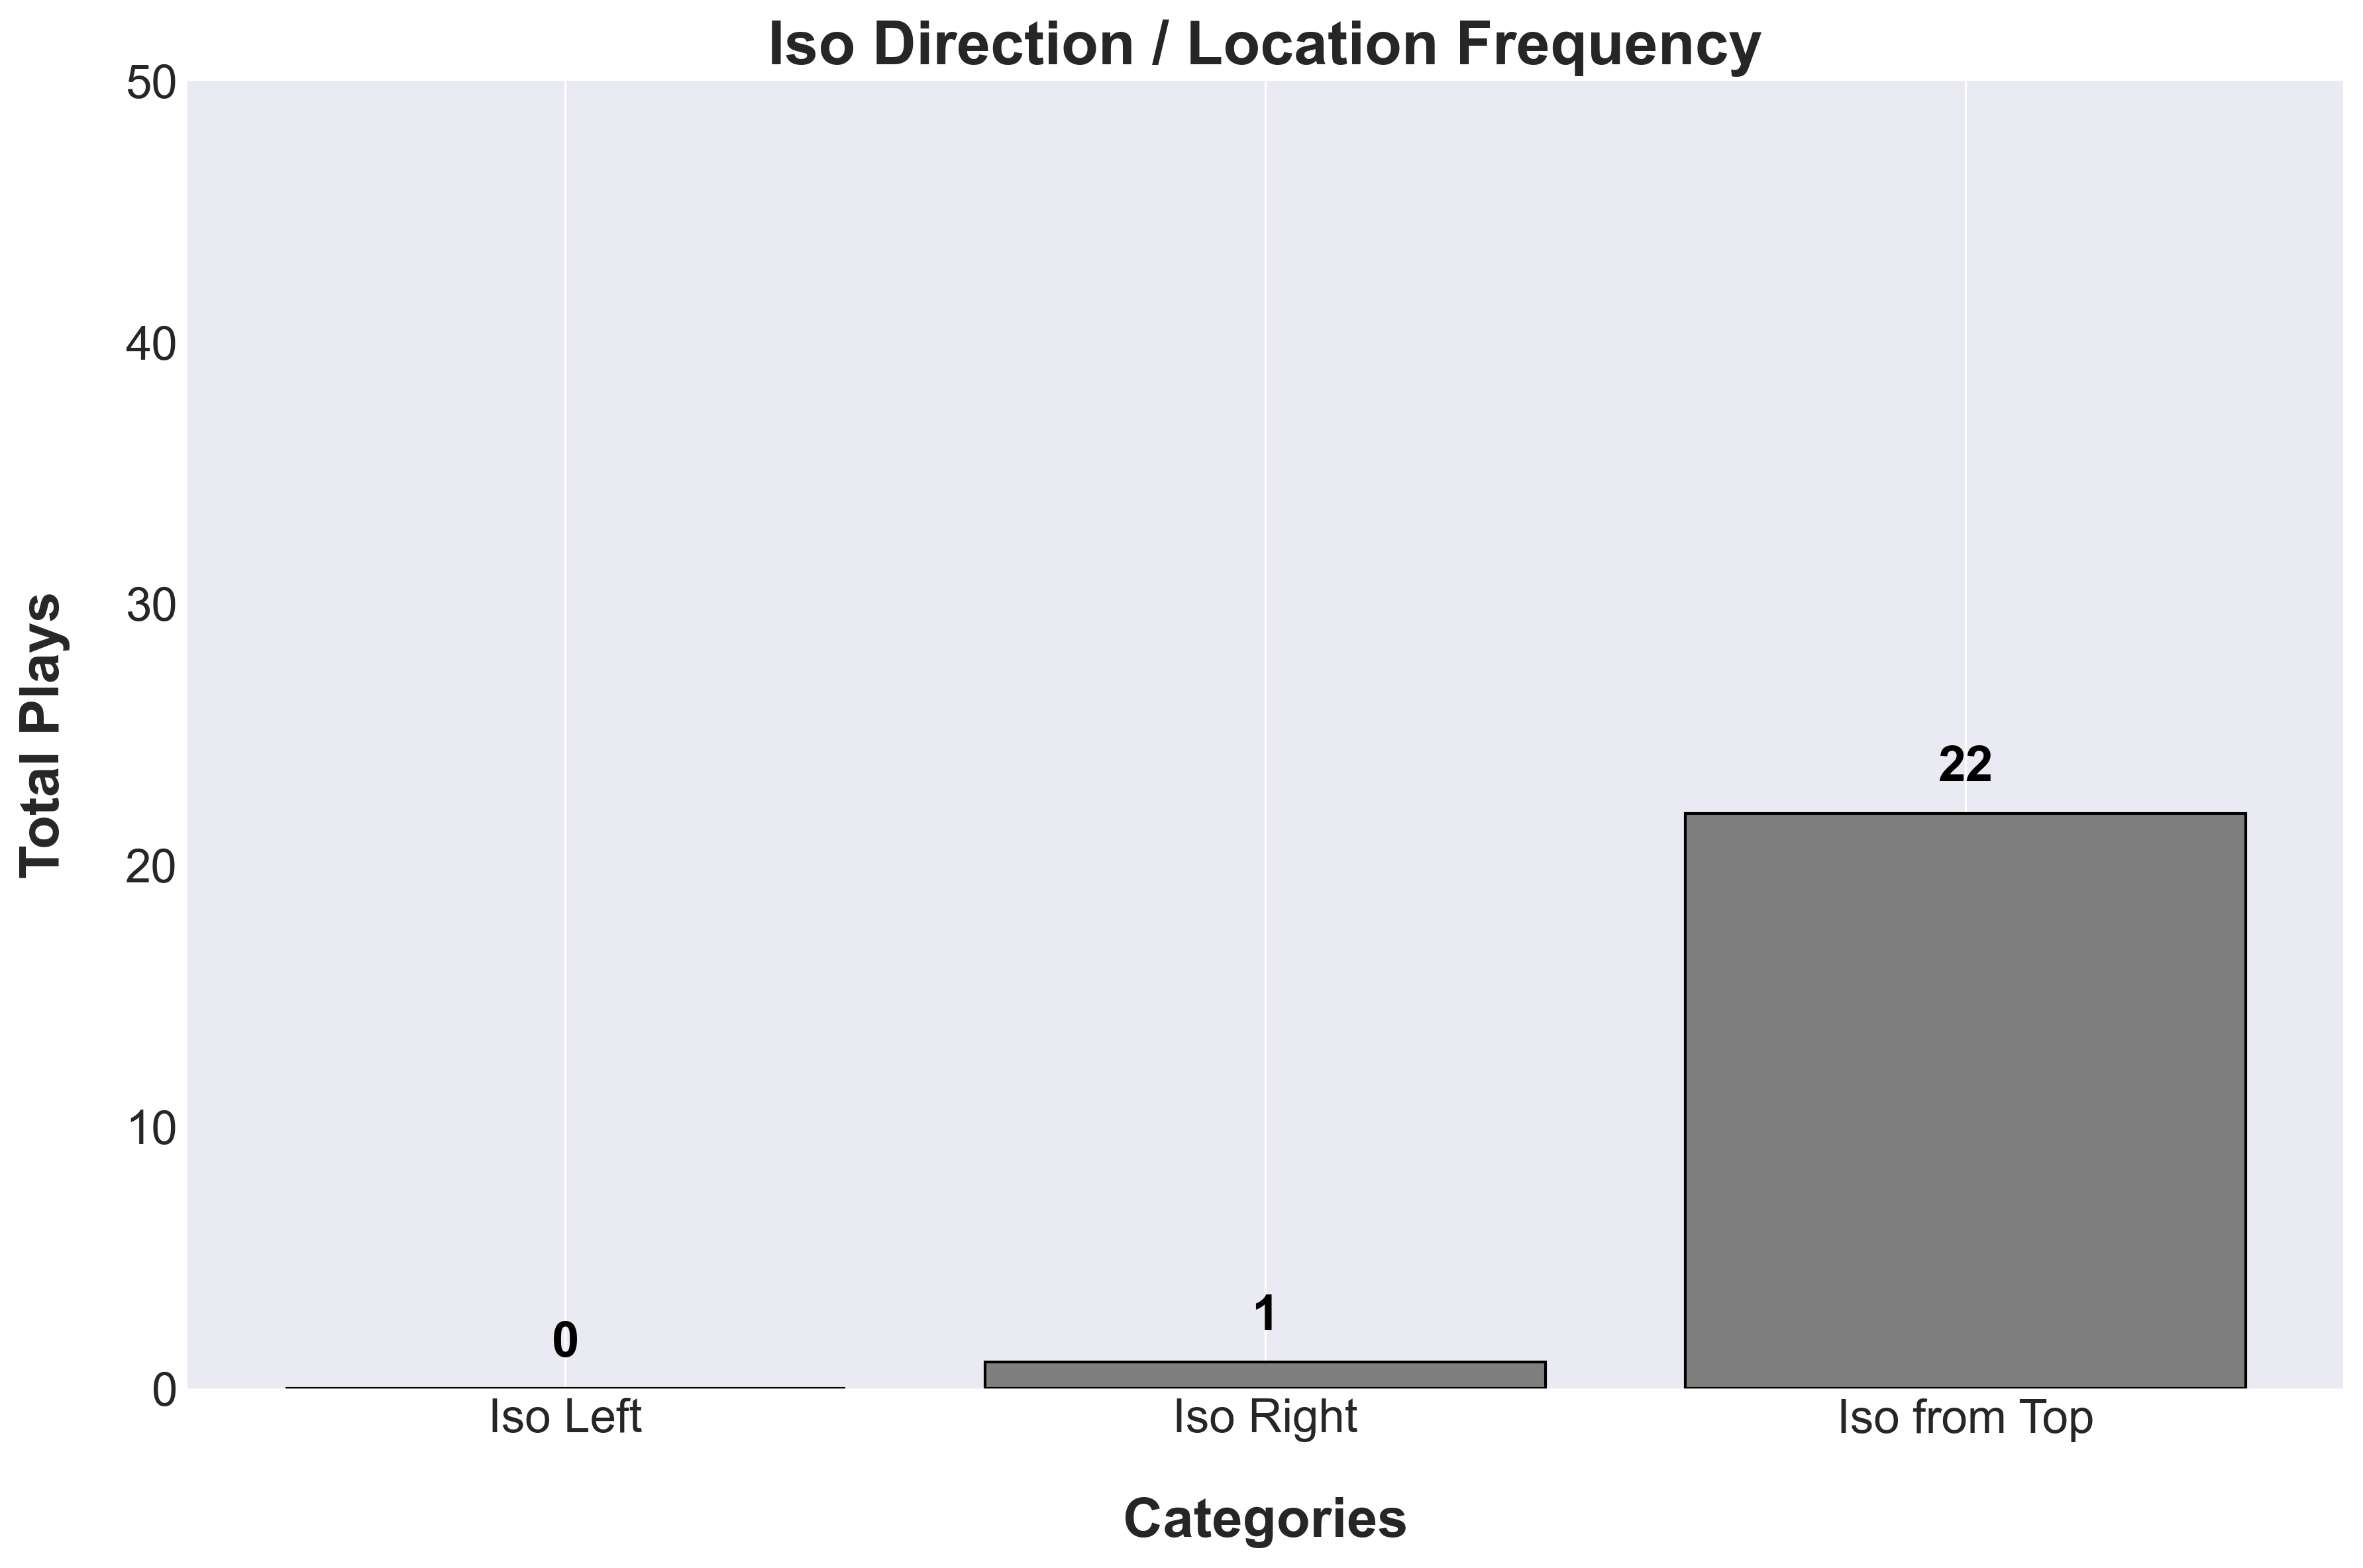 Iso Direction / Location Frequency
50
40
30
20
10
0
Total Plays
22
1
0
Iso Left
Iso Right
Iso from Top
Categories